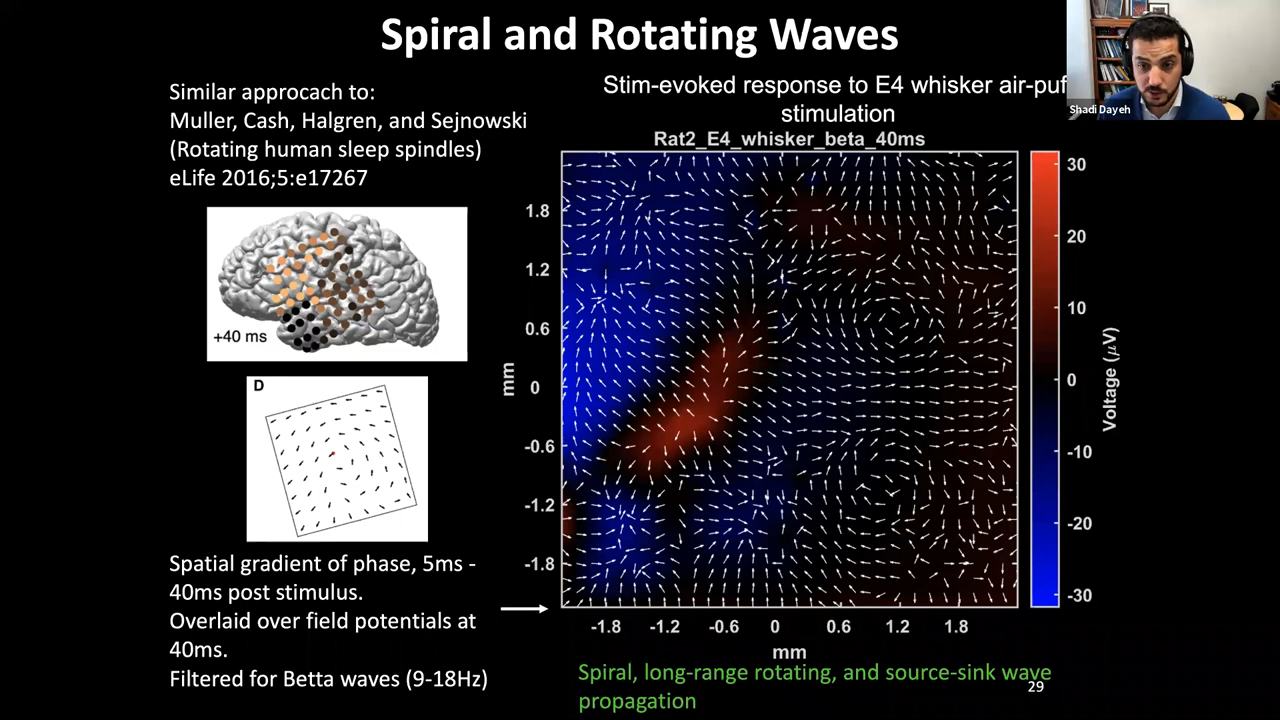 Spiral and Rotating Waves
Similar apprcoach to:
Muller, Cash, Halgren, and Sejnowski
(Rotating human sleep spindles)
eLife 2016;5:e17267
+40 ms
D
Spatial gradient of phase, 5ms -
40ms post stimulus.
Overlaid over field potentials at
40ms.
Filtered for Betta waves (9-18Hz)
Stim-evoked response to E4 whisker air-puf
stimulation
Rat2_E4_whisker_beta_40ms
1.8
1.2
0.6
0
-0.6
-1.2
-1.8
mm
-1.8 -1.2 -0.6 0 0.6 1.2 1.8
mm
30
20
10
0
-10
-20
-30
Voltage (μV)
Spiral, long-range rotating, and source-sink wave
propagation
29
Shadi Dayeh